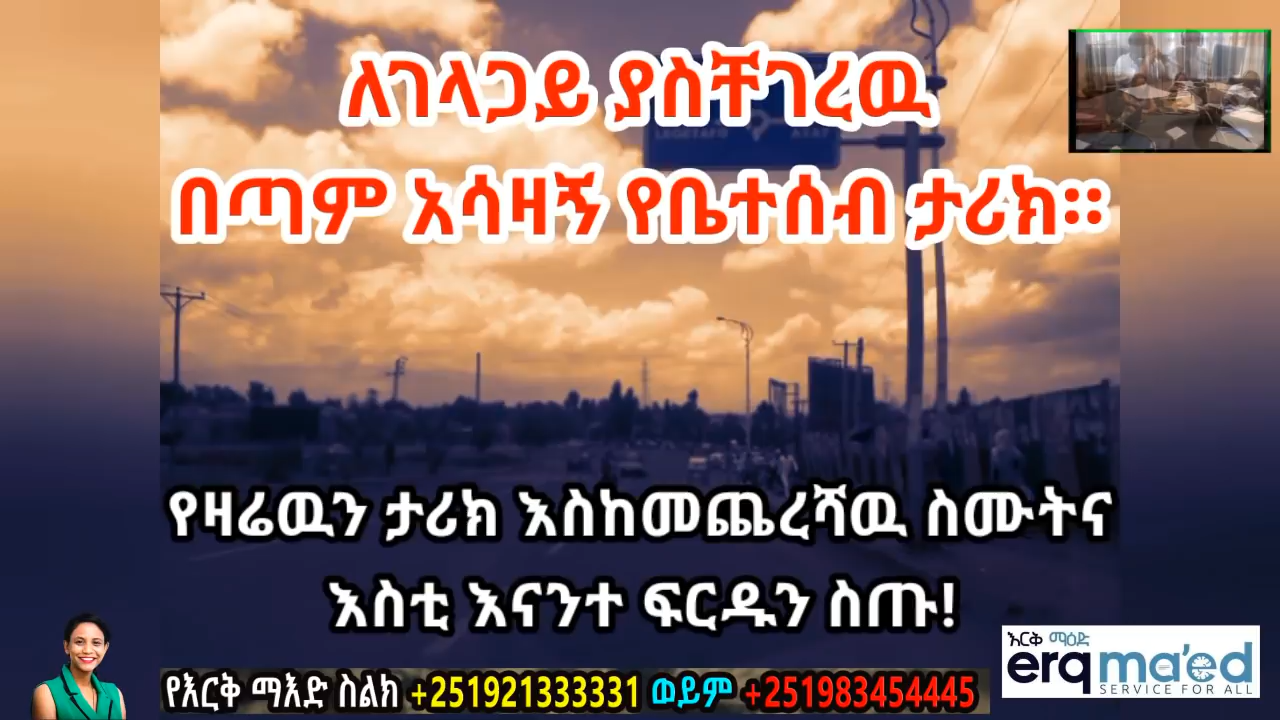 ለገላጋይ ያስቸገረዉ
በጣም አሳዛኝ የቤተሰብ ታሪክ።
የዛሬዉን ታሪክ እስከመጨረሻዉ ስሙትና
እስቲ እናንተ ፍርዱን ስጡ!
እርቅ ማዕድ
erq ma'ed
SERVICE FOR ALL
የእርቅ ማእድ ስልክ +251921333331 ወይም +251983454445